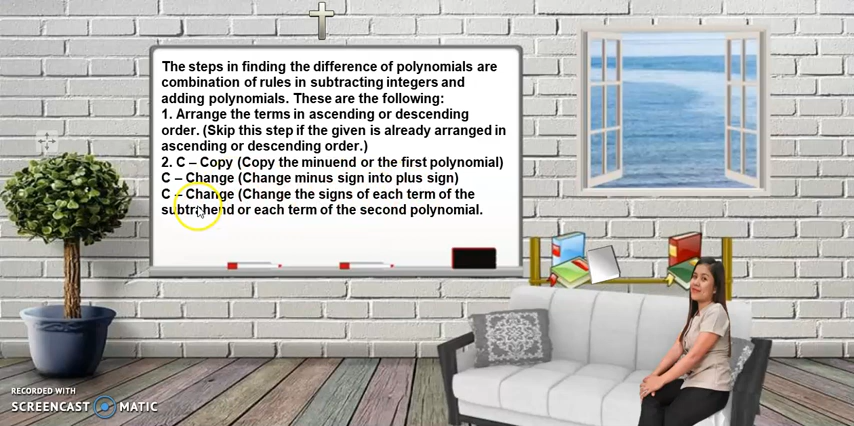 The steps in finding the difference of polynomials are
combination of rules in subtracting integers and
adding polynomials. These are the following:
1. Arrange the terms in ascending or descending
order. (Skip this step if the given is already arranged in
ascending or descending order.)
2. C – Copy (Copy the minuend or the first polynomial)
C – Change (Change minus sign into plus sign)
C – Change (Change the signs of each term of the
subtrahend or each term of the second polynomial.
RECORDED WITH
SCREENCAST MATIC